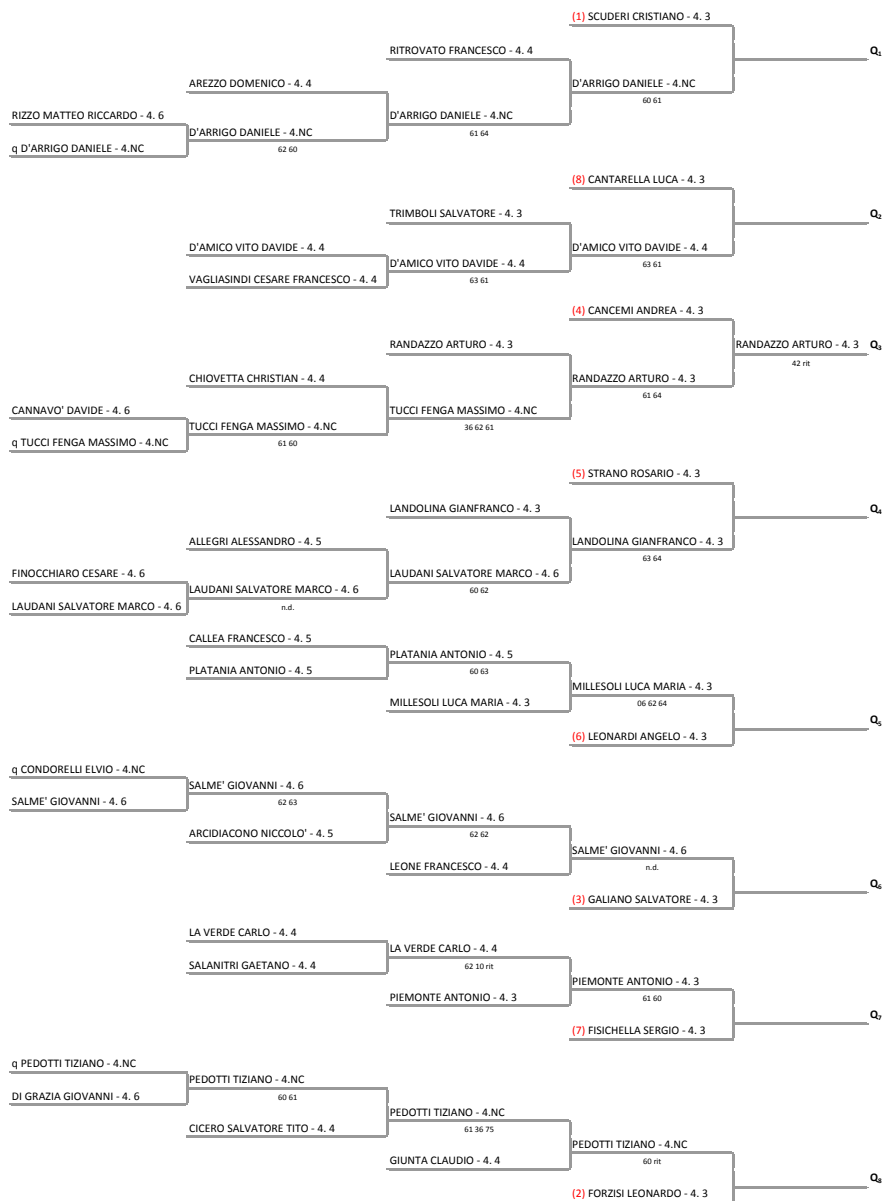 (1) SCUDERI CRISTIANO - 4. 3
RITROVATO FRANCESCO - 4. 4
Q₁
AREZZO DOMENICO - 4. 4
D'ARRIGO DANIELE - 4.NC
60 61
RIZZO MATTEO RICCARDO - 4. 6
D'ARRIGO DANIELE - 4.NC
61 64
D'ARRIGO DANIELE - 4.NC
62 60
q D'ARRIGO DANIELE - 4.NC
(8) CANTARELLA LUCA - 4. 3
TRIMBOLI SALVATORE - 4. 3
Q₂
D'AMICO VITO DAVIDE - 4. 4
D'AMICO VITO DAVIDE - 4. 4
63 61
D'AMICO VITO DAVIDE - 4. 4
63 61
VAGLIASINDI CESARE FRANCESCO - 4. 4
(4) CANCEMI ANDREA - 4. 3
RANDAZZO ARTURO - 4. 3
RANDAZZO ARTURO - 4. 3 Q₃
42 rit
CHIOVETTA CHRISTIAN - 4. 4
RANDAZZO ARTURO - 4. 3
61 64
CANNAVO' DAVIDE - 4. 6
TUCCI FENGA MASSIMO - 4.NC
36 62 61
TUCCI FENGA MASSIMO - 4.NC
61 60
q TUCCI FENGA MASSIMO - 4.NC
(5) STRANO ROSARIO - 4. 3
LANDOLINA GIANFRANCO - 4. 3
Q₄
ALLEGRI ALESSANDRO - 4. 5
LANDOLINA GIANFRANCO - 4. 3
63 64
FINOCCHIARO CESARE - 4. 6
LAUDANI SALVATORE MARCO - 4. 6
60 62
LAUDANI SALVATORE MARCO - 4. 6
n.d.
LAUDANI SALVATORE MARCO - 4. 6
CALLEA FRANCESCO - 4. 5
PLATANIA ANTONIO - 4. 5
60 63
PLATANIA ANTONIO - 4. 5
MILLESOLI LUCA MARIA - 4. 3
06 62 64
MILLESOLI LUCA MARIA - 4. 3
Q₅
(6) LEONARDI ANGELO - 4. 3
q CONDORELLI ELVIO - 4.NC
SALME' GIOVANNI - 4. 6
62 63
SALME' GIOVANNI - 4. 6
SALME' GIOVANNI - 4. 6
62 62
ARCIDIACONO NICCOLO' - 4. 5
SALME' GIOVANNI - 4. 6
n.d.
LEONE FRANCESCO - 4. 4
Q₆
(3) GALIANO SALVATORE - 4. 3
LA VERDE CARLO - 4. 4
LA VERDE CARLO - 4. 4
62 10 rit
SALANITRI GAETANO - 4. 4
PIEMONTE ANTONIO - 4. 3
61 60
PIEMONTE ANTONIO - 4. 3
Q₇
(7) FISICHELLA SERGIO - 4. 3
q PEDOTTI TIZIANO - 4.NC
PEDOTTI TIZIANO - 4.NC
60 61
DI GRAZIA GIOVANNI - 4. 6
PEDOTTI TIZIANO - 4.NC
61 36 75
CICERO SALVATORE TITO - 4. 4
PEDOTTI TIZIANO - 4.NC
60 rit
GIUNTA CLAUDIO - 4. 4
Q₈
(2) FORZISI LEONARDO - 4. 3